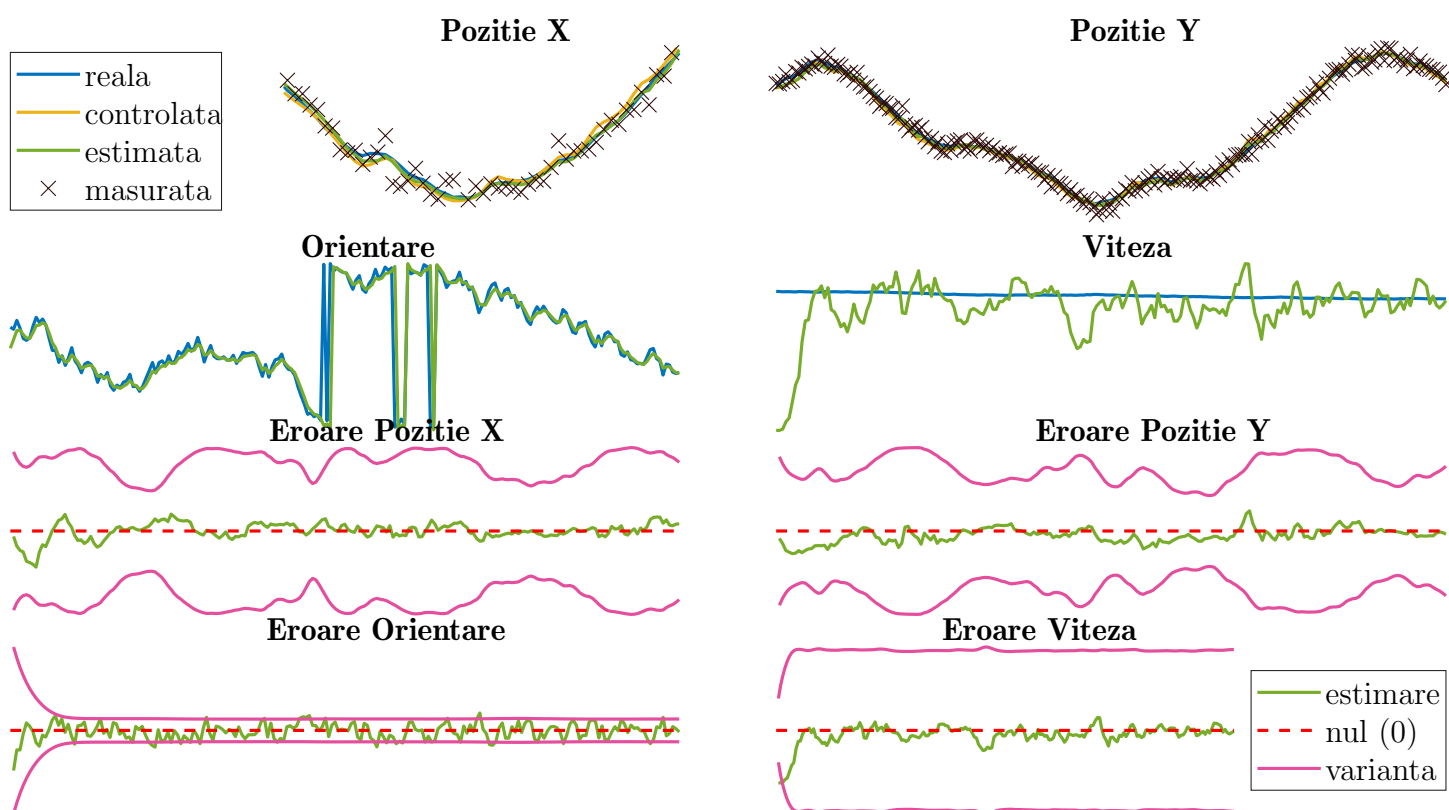 Pozitie X
Pozitie Y
reala
controlata
estimata
masurata
Orientare
Viteza
Eroare Pozitie X
Eroare Pozitie Y
Eroare Orientare
Eroare Viteza
estimare
nul (0)
varianta